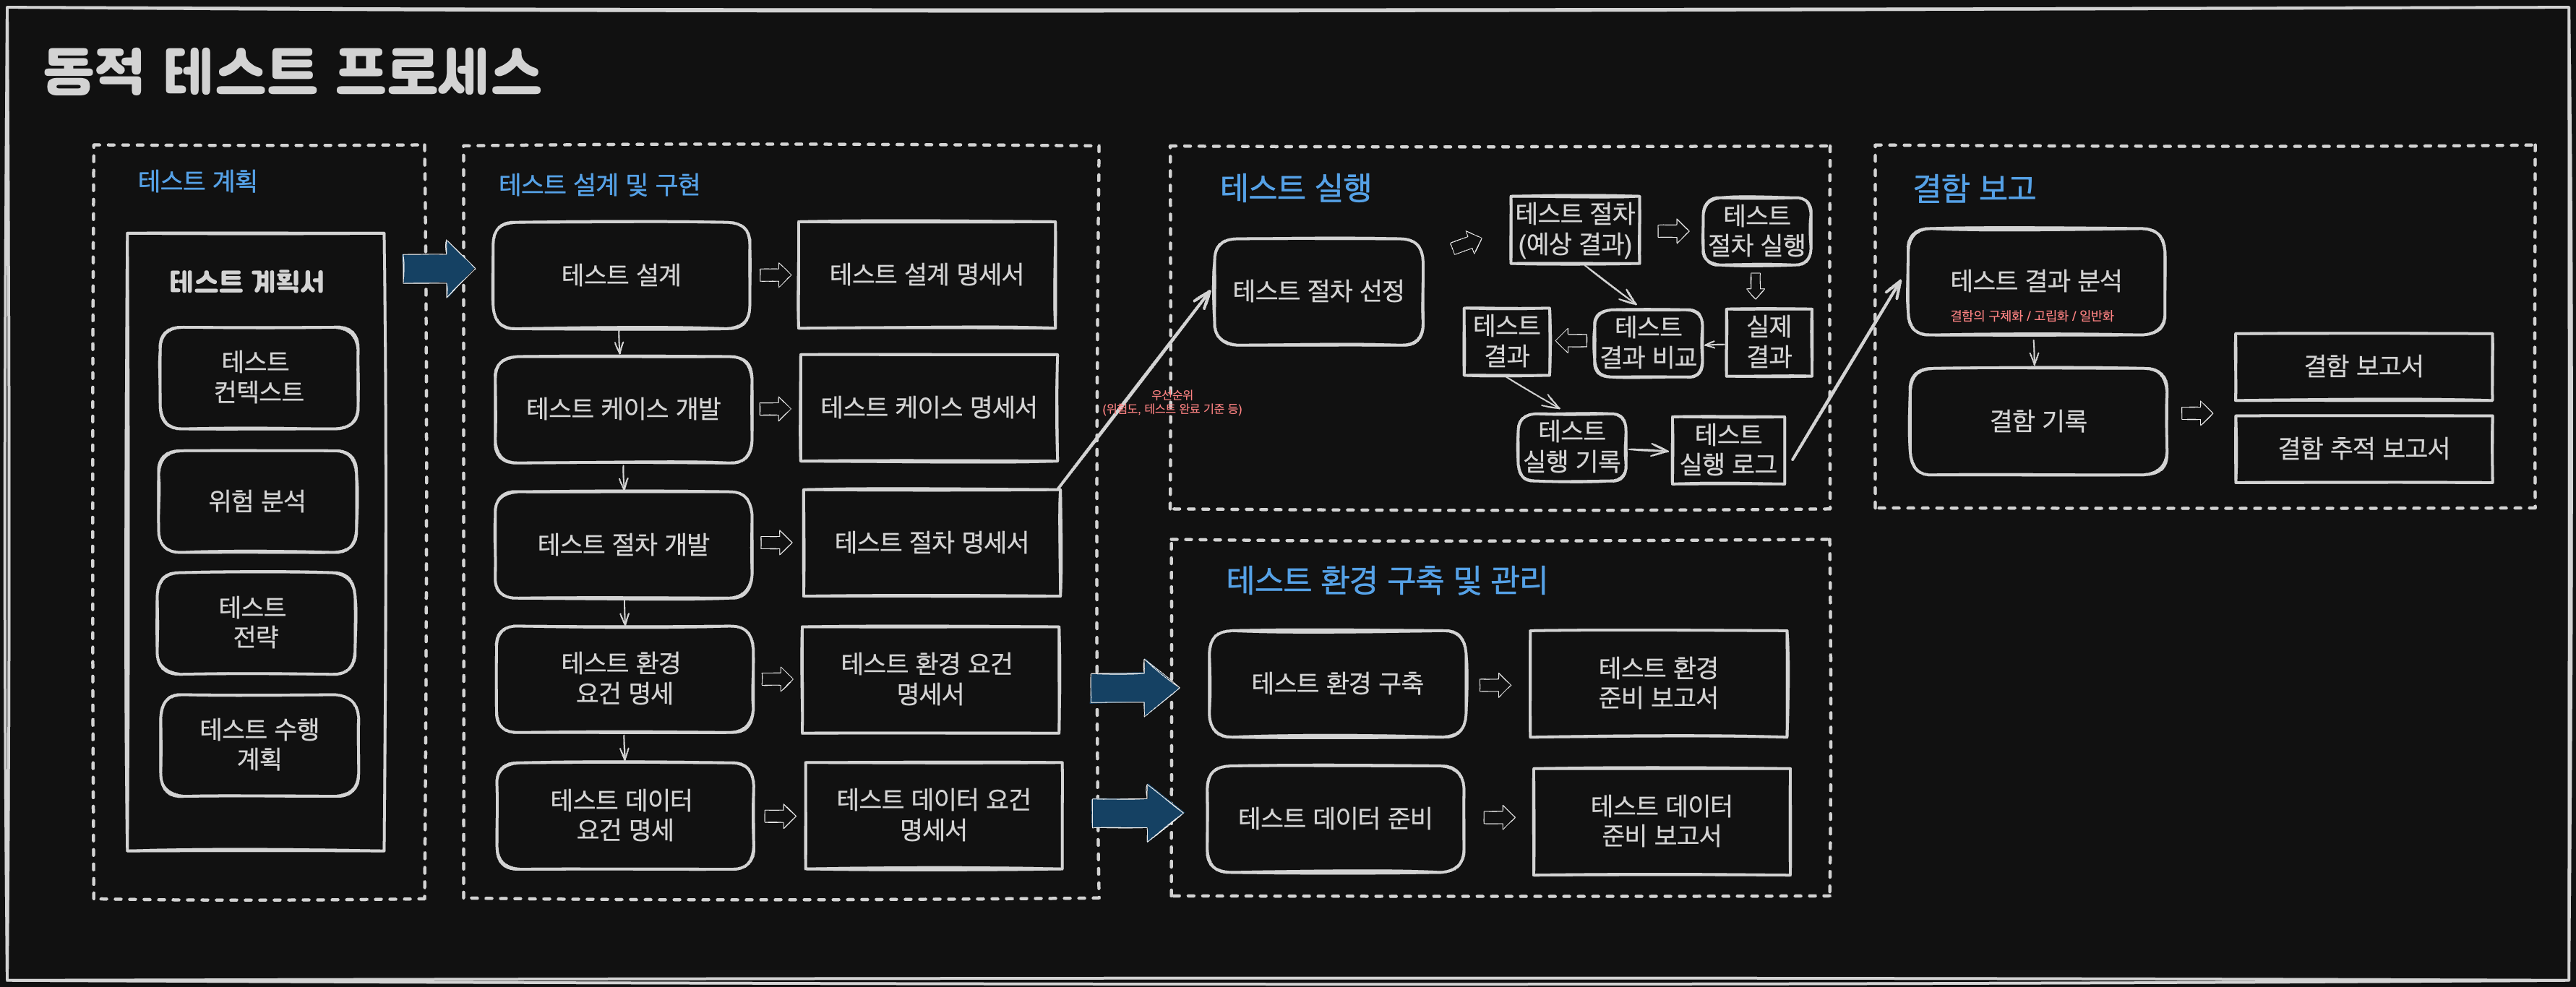 동적 테스트 프로세스
테스트 계획
테스트 계획서
테스트
컨텍스트
위험 분석
테스트
전략
테스트 수행
계획
테스트 설계 및 구현
테스트 설계
테스트 설계 명세서
테스트 케이스 개발
테스트 케이스 명세서
테스트 절차 개발
테스트 절차 명세서
테스트 환경
요건 명세
테스트 환경 요건
명세서
테스트 데이터
요건 명세
테스트 데이터 요건
명세서
우선순위
(위험도, 테스트 완료 기준 등)
테스트 실행
테스트 절차 선정
테스트 절차
(예상 결과)
테스트
절차 실행
실제
결과
테스트
결과 비교
테스트
결과
테스트
실행 기록
테스트
실행 로그
테스트 환경 구축 및 관리
테스트 환경 구축
테스트 환경
준비 보고서
테스트 데이터 준비
테스트 데이터
준비 보고서
결함 보고
테스트 결과 분석
결함의 구체화 / 고립화 / 일반화
결함 기록
결함 보고서
결함 추적 보고서